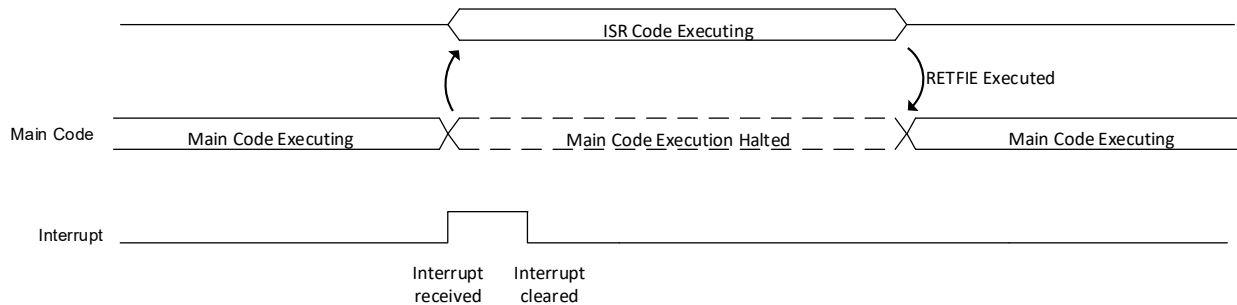 ISR Code Executing
RETFIE Executed
Main Code
Main Code Executing
Main Code Execution Halted
Main Code Executing
Interrupt
Interrupt
received
Interrupt
cleared